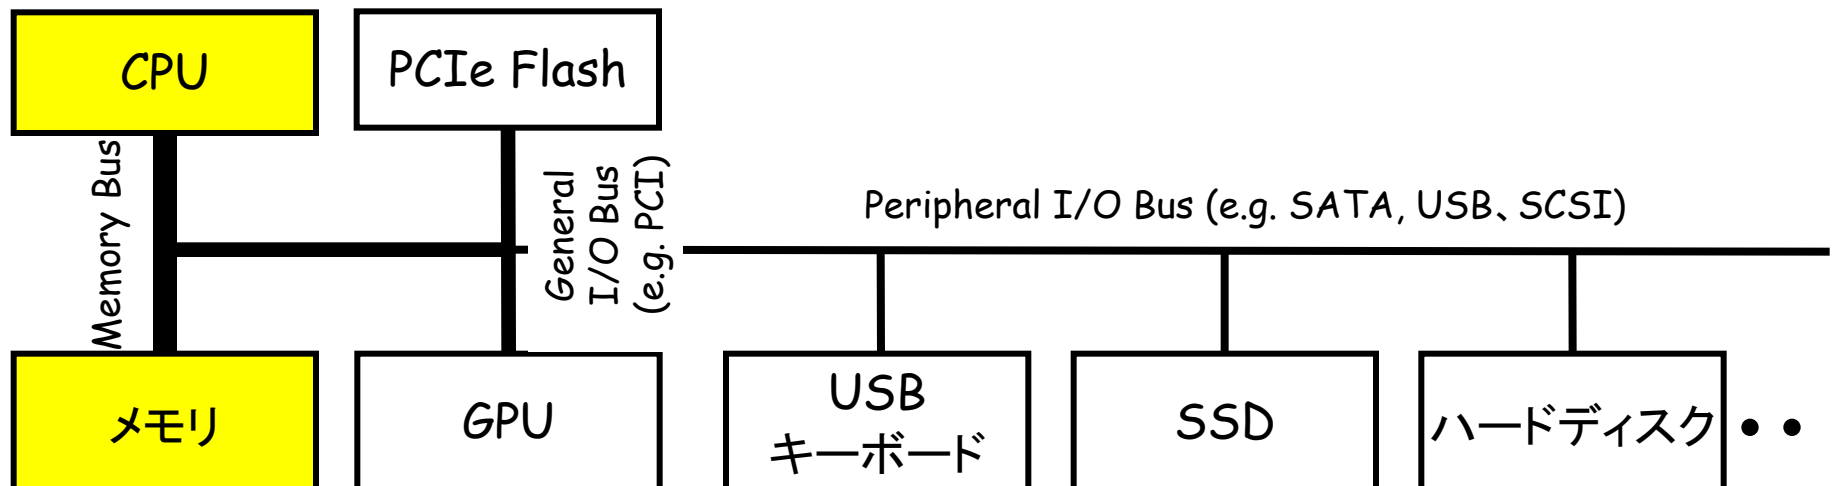 CPU
PCIe Flash
Memory Bus
General
I/O Bus
(e.g. PCI)
Peripheral I/O Bus (e.g. SATA, USB、SCSI)
メモリ
GPU
USB
キーボード
SSD
ハードディスク
••